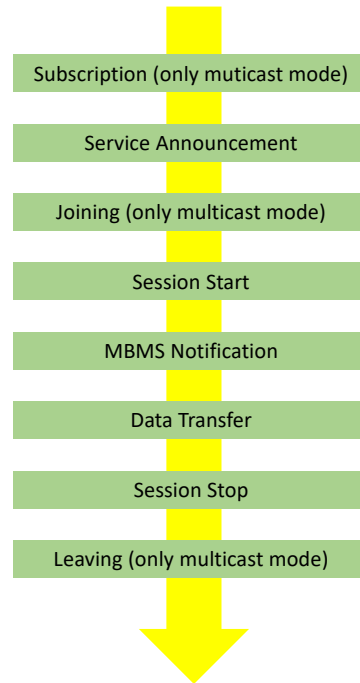 Subscription (only muticast mode)
Service Announcement
Joining (only multicast mode)
Session Start
MBMS Notification
Data Transfer
Session Stop
Leaving (only multicast mode)